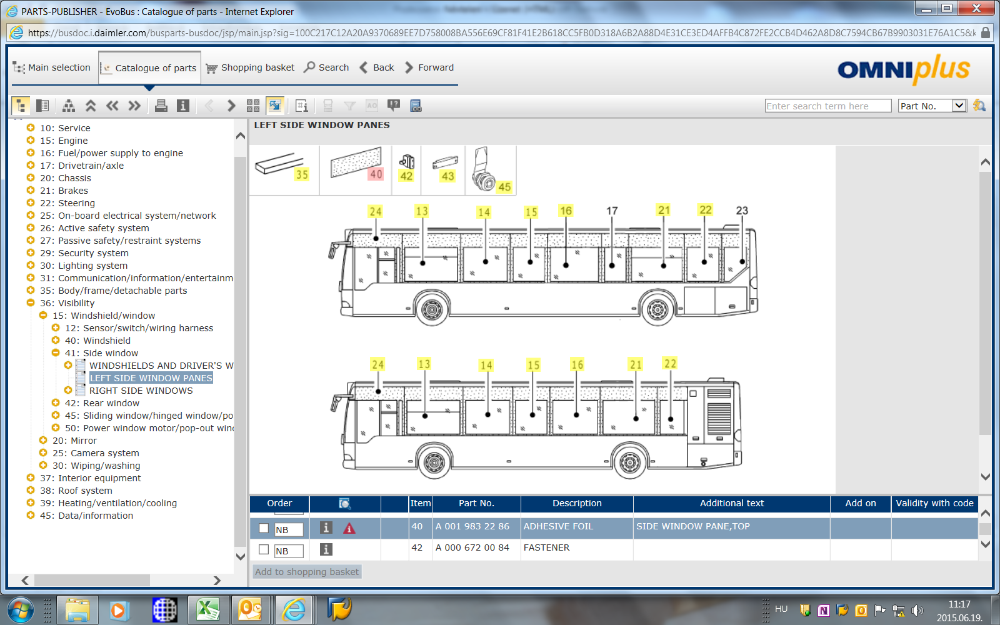 PARTS-PUBLISHER - EvoBus : Catalogue of parts - Internet Explorer
https://busdoc.i.daimler.com/busparts-busdoc/jsp/main.jsp?sig=100C217C12A20A9370689EE7D758008BA556E69CF81F41E2B618CC5FB0D318A6B2A88D4E31CE3ED4AFFB4C872FE2CCB4D462A8D8C7594CB67B9903031E76A1C5&k
Main selection
Catalogue of parts
Shopping basket
Search
Back
Forward
OMNIplus
Enter search term here
Part No.
10: Service
15: Engine
16: Fuel/power supply to engine
17: Drivetrain/axle
20: Chassis
21: Brakes
22: Steering
25: On-board electrical system/network
26: Active safety system
27: Passive safety/restraint systems
29: Security system
30: Lighting system
31: Communication/information/entertainm
35: Body/frame/detachable parts
36: Visibility
15: Windshield/window
12: Sensor/switch/wiring harness
40: Windshield
41: Side window
WINDSHIELDS AND DRIVER'S W
LEFT SIDE WINDOW PANES
RIGHT SIDE WINDOWS
42: Rear window
45: Sliding window/hinged window/po
50: Power window motor/pop-out wind
20: Mirror
25: Camera system
30: Wiping/washing
37: Interior equipment
38: Roof system
39: Heating/ventilation/cooling
45: Data/information
LEFT SIDE WINDOW PANES
35 40 42 43 45
24 13 14 15 16 17 21 22 23
24 13 14 15 16 21 22
Order Item Part No. Description Additional text Add on Validity with code
NB 40 A 001 983 22 86 ADHESIVE FOIL SIDE WINDOW PANE,TOP
NB 42 A 000 672 00 84 FASTENER
Add to shopping basket
HU
11:17
2015.06.19.